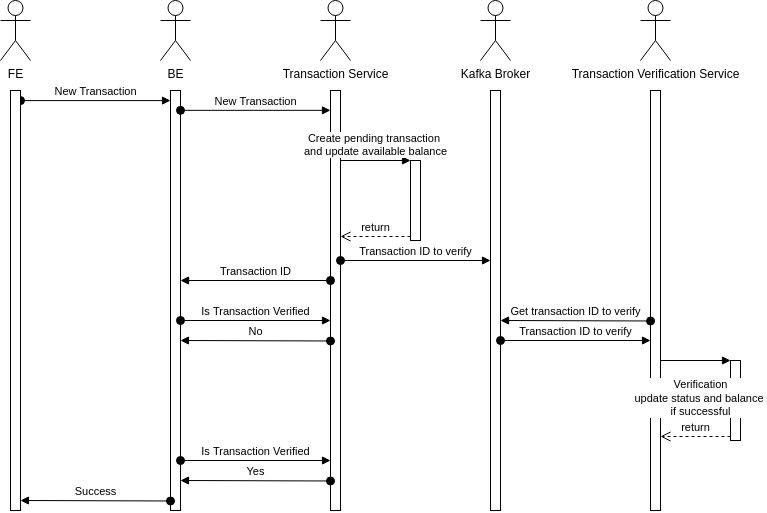 FE
BE
Transaction Service
Kafka Broker
Transaction Verification Service
New Transaction
New Transaction
Create pending transaction
and update available balance
return
Transaction ID to verify
Transaction ID
Is Transaction Verified
Get transaction ID to verify
No
Transaction ID to verify
Verification
update status and balance
if successful
return
Is Transaction Verified
Yes
Success